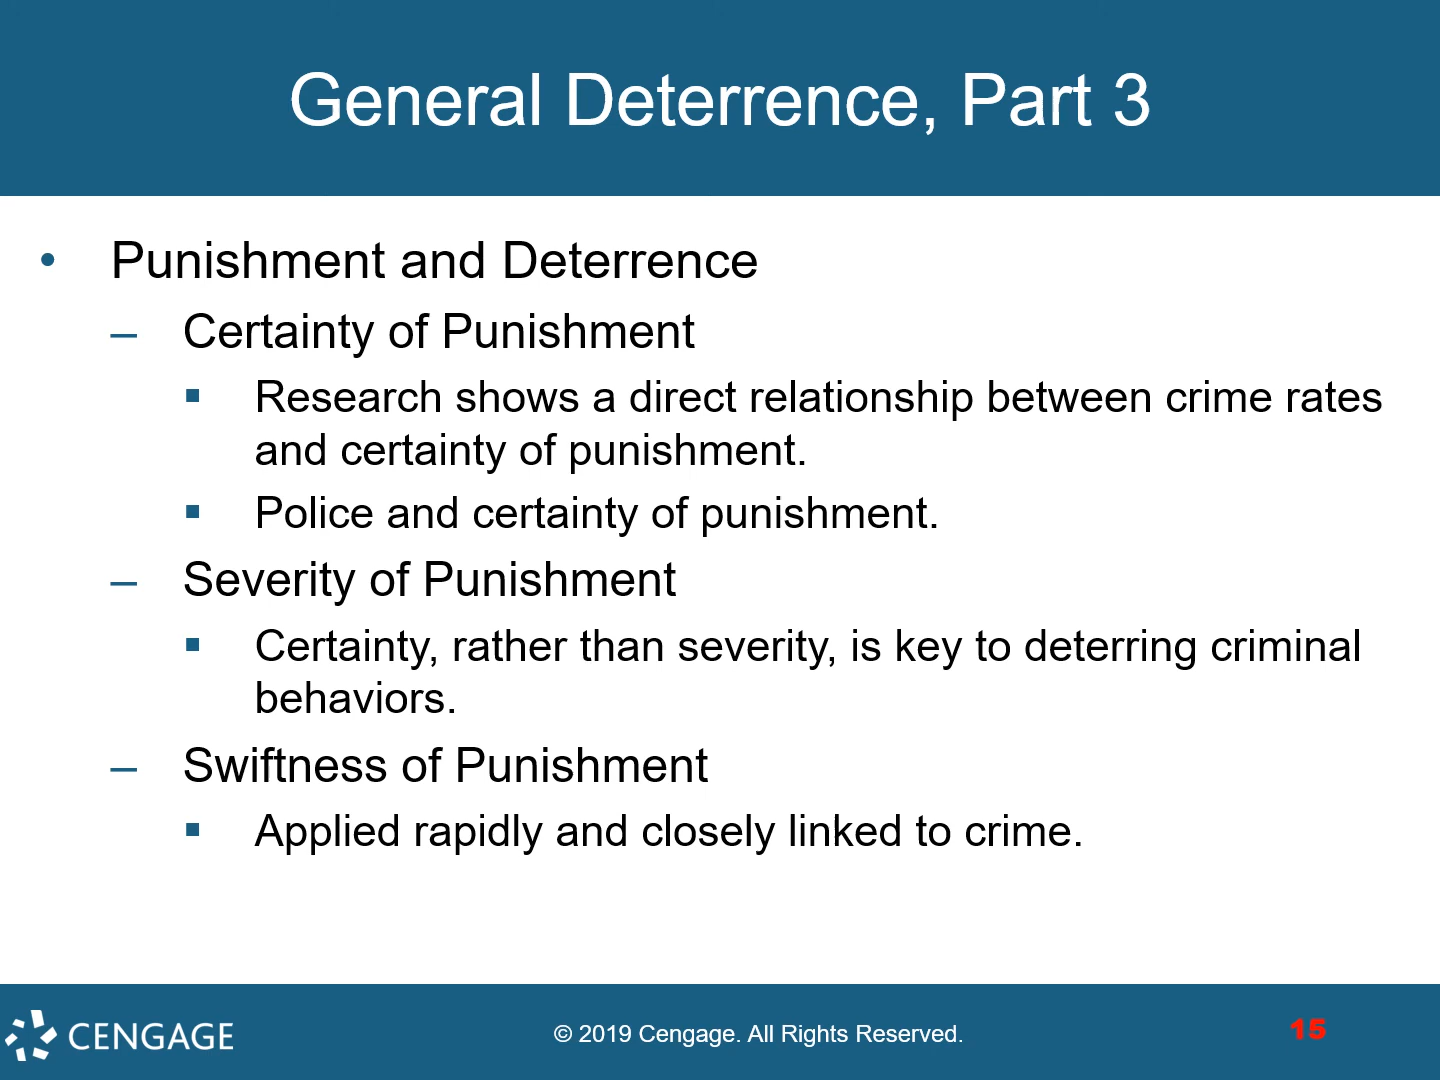 General Deterrence, Part 3
• Punishment and Deterrence
– Certainty of Punishment
▪ Research shows a direct relationship between crime rates
and certainty of punishment.
▪ Police and certainty of punishment.
– Severity of Punishment
▪ Certainty, rather than severity, is key to deterring criminal
behaviors.
– Swiftness of Punishment
▪ Applied rapidly and closely linked to crime.
CENGAGE
© 2019 Cengage. All Rights Reserved.
15